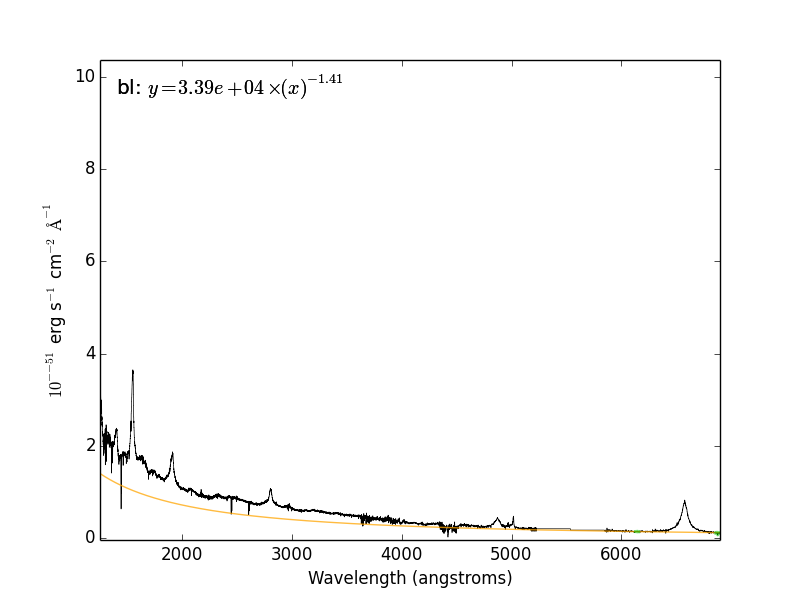 10
bl: y=3.39e+04×(x)^{-1.41}
8
6
4
2
0
10^{--51} erg s^{-1} cm^{-2} Å^{-1}
2000 3000 4000 5000 6000
Wavelength (angstroms)